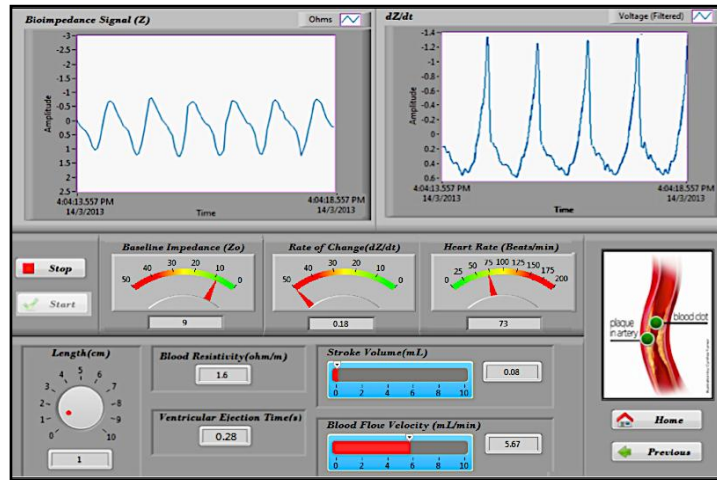 Bioimpedance Signal (Z)
Ohms
-3
-2.5
-2
-1.5
-1
-0.5
0
0.5
1
1.5
2
2.5
Amplitude
4:04:13.557 PM
14/3/2013
4:04:18.557 PM
14/3/2013
Time
dZ/dt
Voltage (Filtered)
-1.4
-1.2
-1
-0.8
-0.6
-0.4
-0.2
0
0.2
0.4
0.6
Amplitude
4:04:13.557 PM
14/3/2013
4:04:18.557 PM
14/3/2013
Time
Stop
Start
Baseline Impedance (Zo)
50 40 30 20 10 0
9
Rate of Change(dZ/dt)
50 40 30 20 10 0
0.18
Heart Rate (Beats/min)
0 25 50 75 100 125 150 175 200
73
plaque
in artery
blood clot
Length(cm)
0 1 2 3 4 5 6 7 8 9 10
1
Blood Resistivity(ohm/m)
1.6
Ventricular Ejection Time(s)
0.28
Stroke Volume(mL)
0 2 4 6 8 10
0.08
Blood Flow Velocity (mL/min)
0 2 4 6 8 10
5.67
Home
Previous